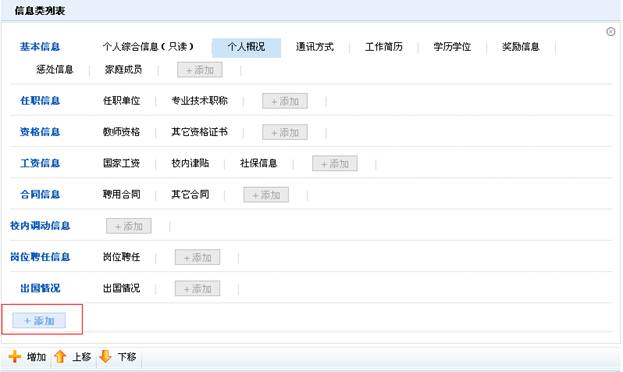 信息类列表
基本信息 个人综合信息（只读） 个人概况 通讯方式 工作简历 学历学位 奖励信息
惩处信息 家庭成员 +添加
任职信息 任职单位 专业技术职称 +添加
资格信息 教师资格 其它资格证书 +添加
工资信息 国家工资 校内津贴 社保信息 +添加
合同信息 聘用合同 其它合同 +添加
校内调动信息 +添加
岗位聘任信息 岗位聘任 +添加
出国情况 出国情况 +添加
+添加
增加 上移 下移